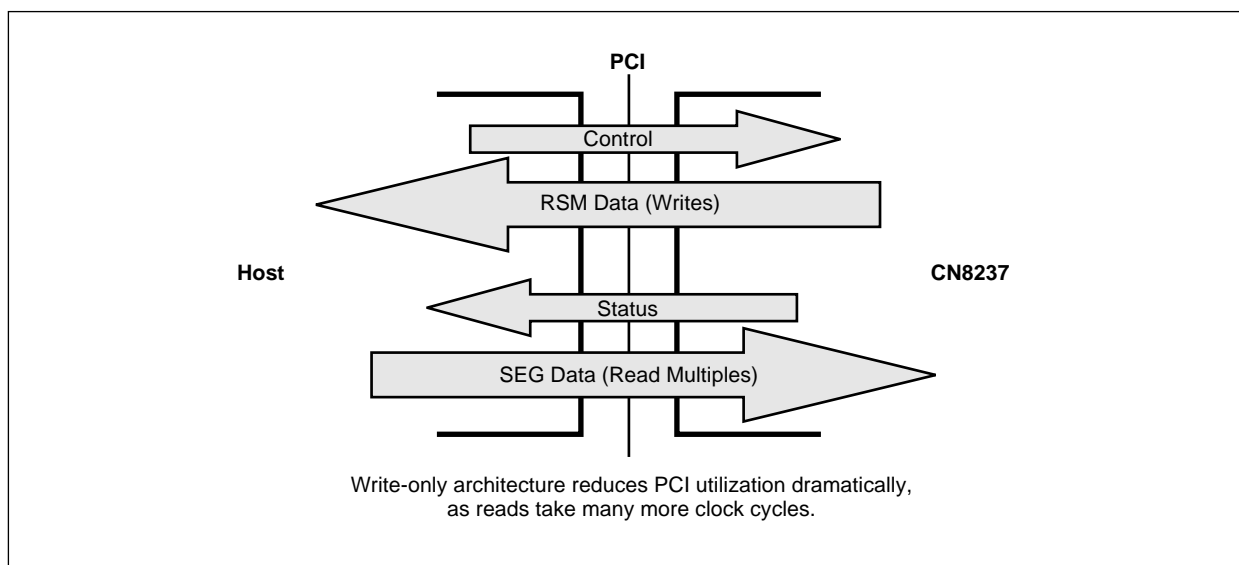 PCI
Control
RSM Data (Writes)
Host
CN8237
Status
SEG Data (Read Multiples)
Write-only architecture reduces PCI utilization dramatically,
as reads take many more clock cycles.